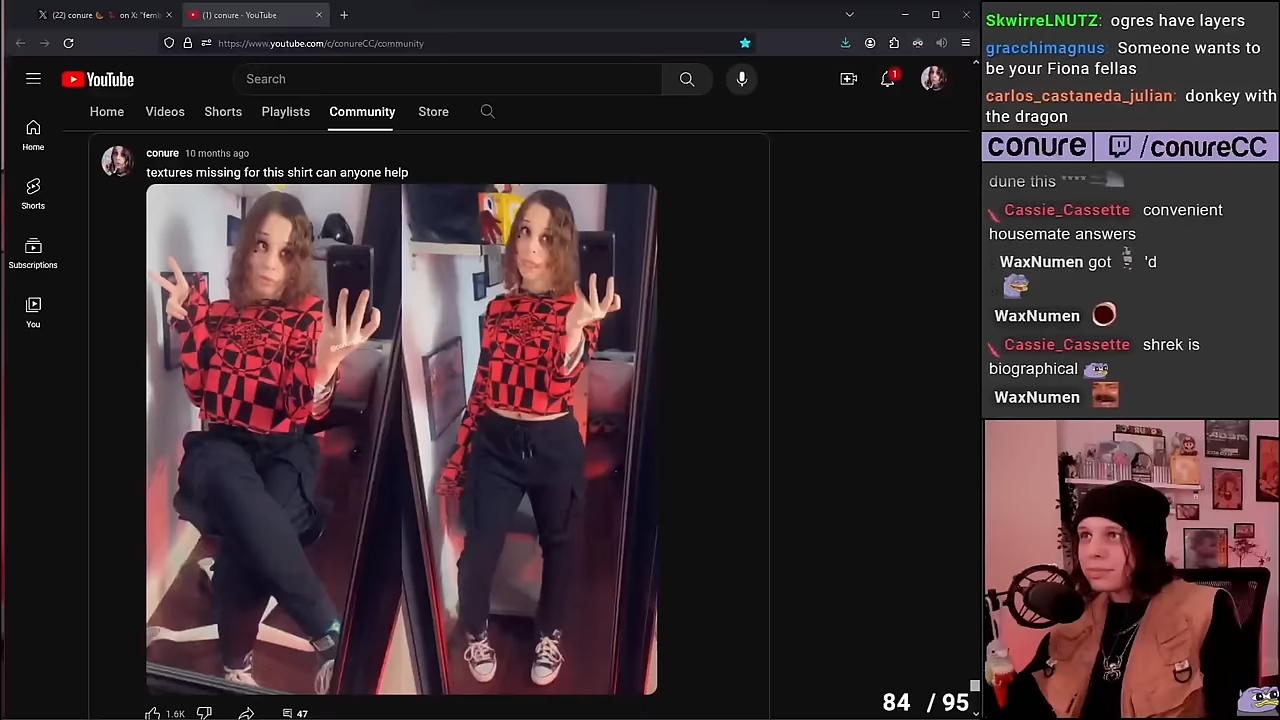 (22) conure
on X: "femb
(1) conure - YouTube
https://www.youtube.com/c/conureCC/community
YouTube
Search
1
Home
Videos
Shorts
Playlists
Community
Store
Home
Shorts
Subscriptions
You
conure 10 months ago
textures missing for this shirt can anyone help
1.6K
47
84 / 95
SkwirreLNUTZ: ogres have layers
gracchimagnus: Someone wants to
be your Fiona fellas
carlos_castaneda_julian: donkey with
the dragon
conure
/conureCC
dune this ****
Cassie_Cassette convenient
housemate answers
WaxNumen got 'd
WaxNumen
Cassie_Cassette shrek is
biographical
WaxNumen